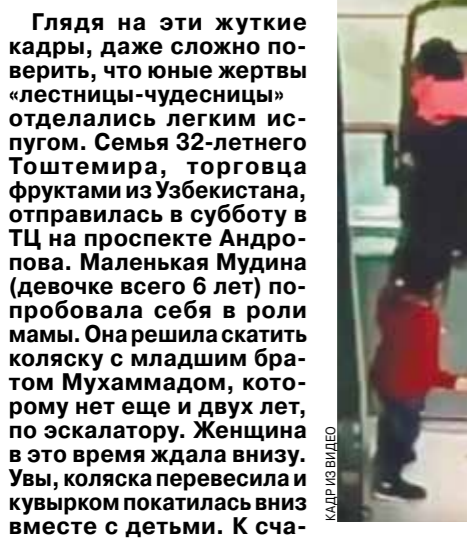 Глядя на эти жуткие
кадры, даже сложно по-
верить, что юные жертвы
«лестницы-чудесницы»
отделались легким ис-
пугом. Семья 32-летнего
Тоштемира, торговца
фруктами из Узбекистана,
отправилась в субботу в
ТЦ на проспекте Андро-
пова. Маленькая Мудина
(девочке всего 6 лет) по-
пробовала себя в роли
мамы. Она решила скатить
коляску с младшим бра-
том Мухаммадом, кото-
рому нет еще и двух лет,
по эскалатору. Женщина
в это время ждала внизу.
Увы, коляска перевесила и
кувырком покатилась вниз
вместе с детьми. К сча-
КАДР ИЗ ВИДЕО